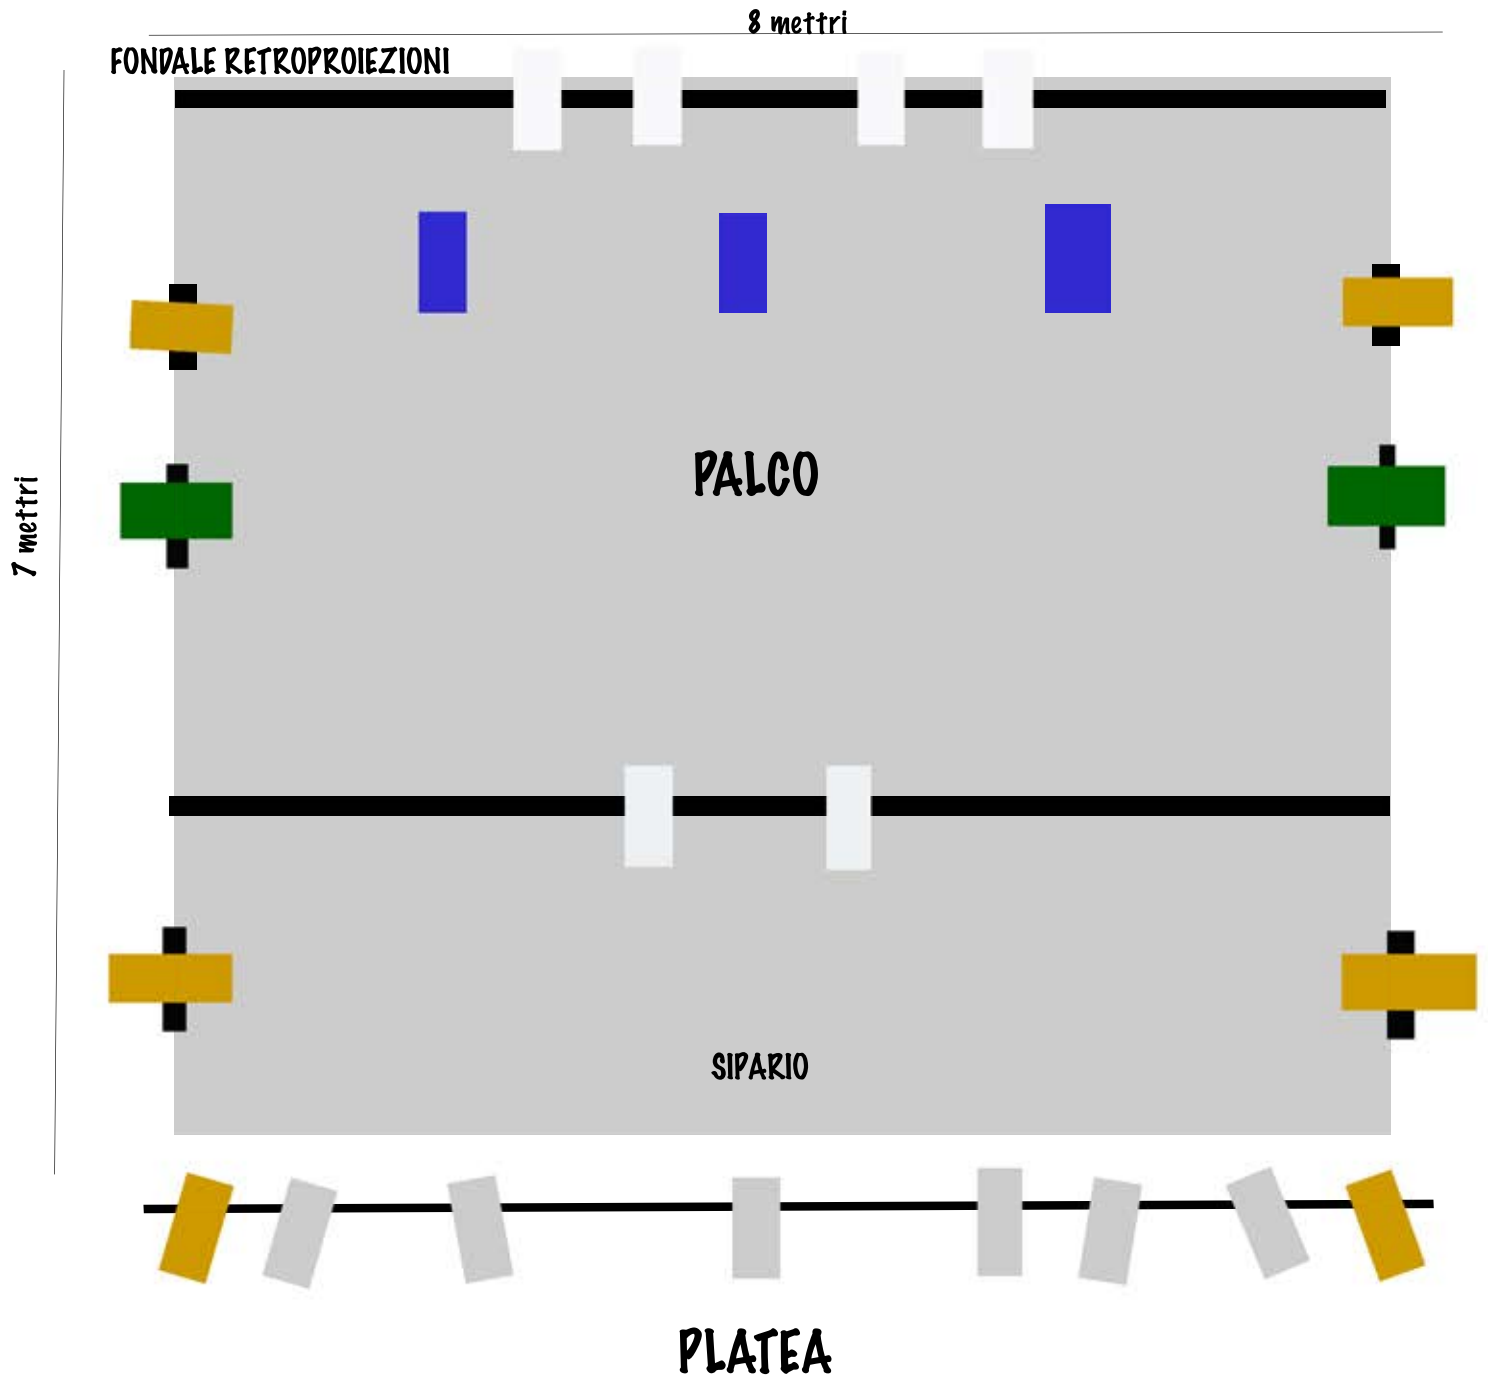 8 mettri
FONDALE RETROPROIEZIONI
7 mettri
PALCO
SIPARIO
PLATEA